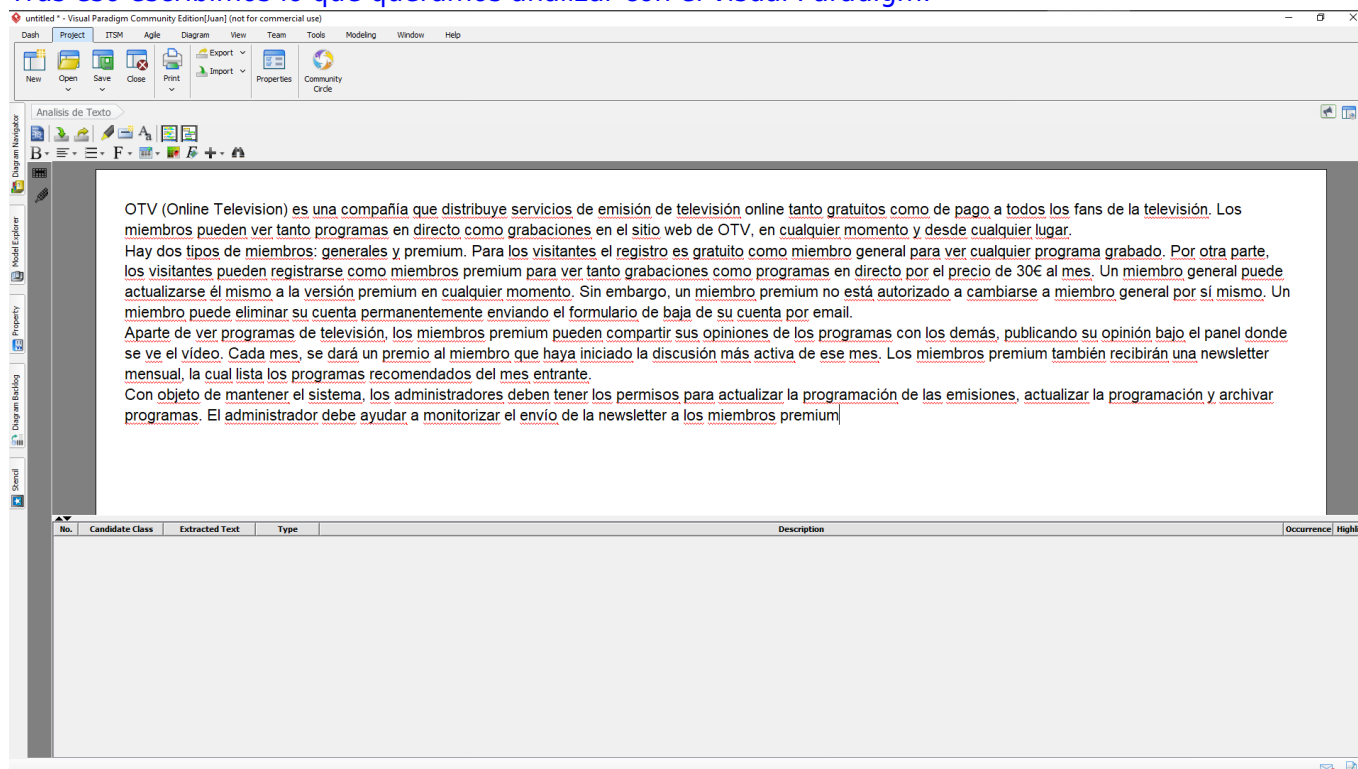 Tras eso escribimos lo que queramos analizar con el Visual Paradigm.
untitled * - Visual Paradigm Community Edition[Juan] (not for commercial use)
Dash Project ITSM Agile Diagram View Team Tools Modeling Window Help
New Open Save Close Print Export Import Properties Community Circle
Analisis de Texto
Diagram Navigator
Model Explorer
Property
Diagram Backlog
Stencil
OTV (Online Television) es una compañía que distribuye servicios de emisión de televisión online tanto gratuitos como de pago a todos los fans de la televisión. Los
miembros pueden ver tanto programas en directo como grabaciones en el sitio web de OTV, en cualquier momento y desde cualquier lugar.
Hay dos tipos de miembros: generales y premium. Para los visitantes el registro es gratuito como miembro general para ver cualquier programa grabado. Por otra parte,
los visitantes pueden registrarse como miembros premium para ver tanto grabaciones como programas en directo por el precio de 30€ al mes. Un miembro general puede
actualizarse él mismo a la versión premium en cualquier momento. Sin embargo, un miembro premium no está autorizado a cambiarse a miembro general por sí mismo. Un
miembro puede eliminar su cuenta permanentemente enviando el formulario de baja de su cuenta por email.
Aparte de ver programas de televisión, los miembros premium pueden compartir sus opiniones de los programas con los demás, publicando su opinión bajo el panel donde
se ve el vídeo. Cada mes, se dará un premio al miembro que haya iniciado la discusión más activa de ese mes. Los miembros premium también recibirán una newsletter
mensual, la cual lista los programas recomendados del mes entrante.
Con objeto de mantener el sistema, los administradores deben tener los permisos para actualizar la programación de las emisiones, actualizar la programación y archivar
programas. El administrador debe ayudar a monitorizar el envío de la newsletter a los miembros premium
No. Candidate Class Extracted Text Type Description Occurrence Highli